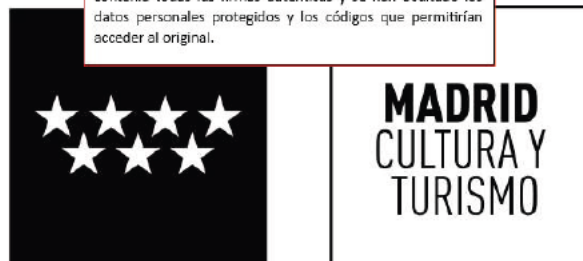 datos personales protegidos y los códigos que permitirían
acceder al original.
MADRID
CULTURA Y
TURISMO